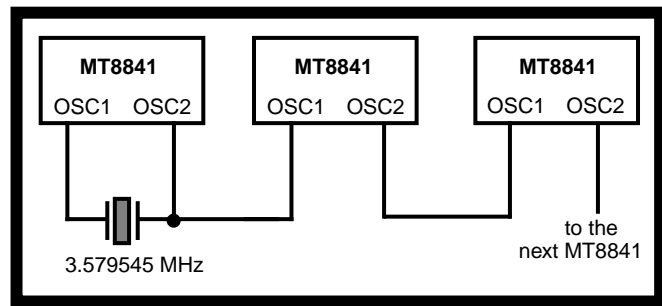 MT8841 MT8841 MT8841
OSC1 OSC2 OSC1 OSC2 OSC1 OSC2
3.579545 MHz
to the
next MT8841